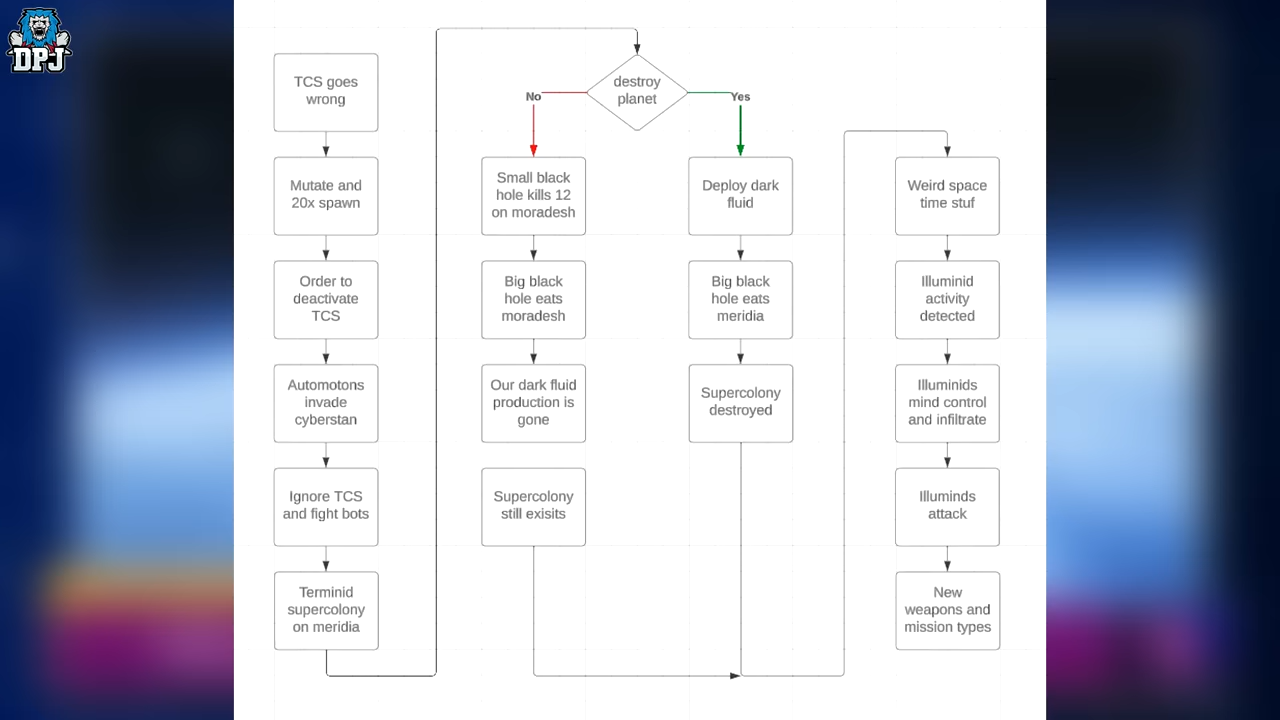 DPJ
TCS goes
wrong
Mutate and
20x spawn
Order to
deactivate
TCS
Automotons
invade
cyberstan
Ignore TCS
and fight bots
Terminid
supercolony
on meridia
destroy
planet
No
Yes
Small black
hole kills 12
on moradesh
Big black
hole eats
moradesh
Our dark fluid
production is
gone
Supercolony
still exisits
Deploy dark
fluid
Big black
hole eats
meridia
Supercolony
destroyed
Weird space
time stuf
Illuminid
activity
detected
Illuminids
mind control
and infiltrate
Illuminds
attack
New
weapons and
mission types